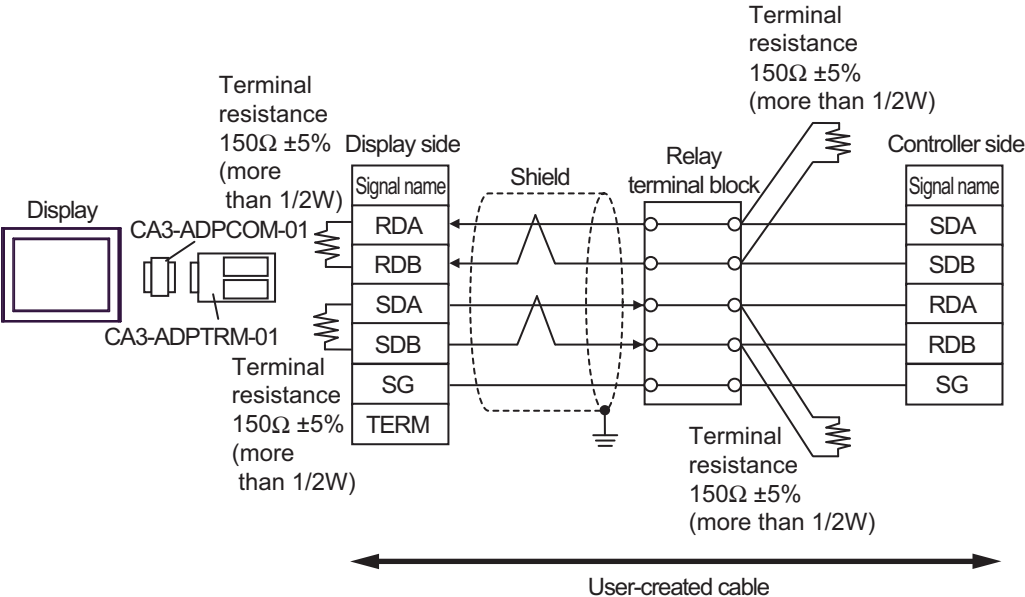 Terminal
resistance
150Ω ±5%
(more than 1/2W)
Terminal
resistance
150Ω ±5%
(more
than 1/2W)
Display side
Relay
terminal block
Controller side
Signal name
Shield
Signal name
Display
CA3-ADPCOM-01
RDA
SDA
RDB
SDB
SDA
RDA
CA3-ADPTRM-01
SDB
RDB
Terminal
resistance
150Ω ±5%
(more
than 1/2W)
SG
SG
TERM
Terminal
resistance
150Ω ±5%
(more than 1/2W)
User-created cable